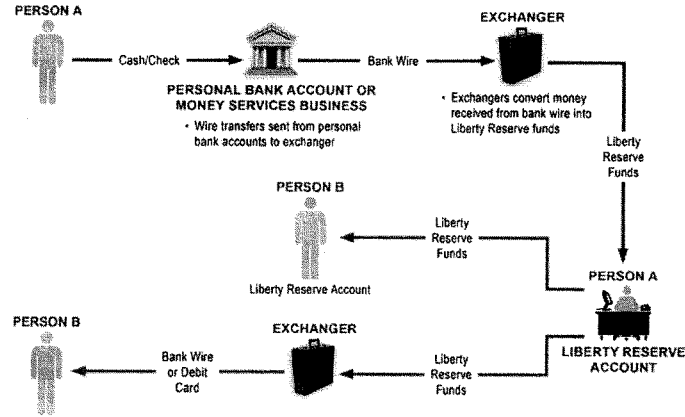 PERSON A
Cash/Check
PERSONAL BANK ACCOUNT OR
MONEY SERVICES BUSINESS
• Wire transfers sent from personal
bank accounts to exchanger
Bank Wire
EXCHANGER
• Exchangers convert money
received from bank wire into
Liberty Reserve funds
Liberty
Reserve
Funds
PERSON A
LIBERTY RESERVE
ACCOUNT
Liberty
Reserve
Funds
PERSON B
Liberty Reserve Account
Liberty
Reserve
Funds
EXCHANGER
Bank Wire
or Debit
Card
PERSON B